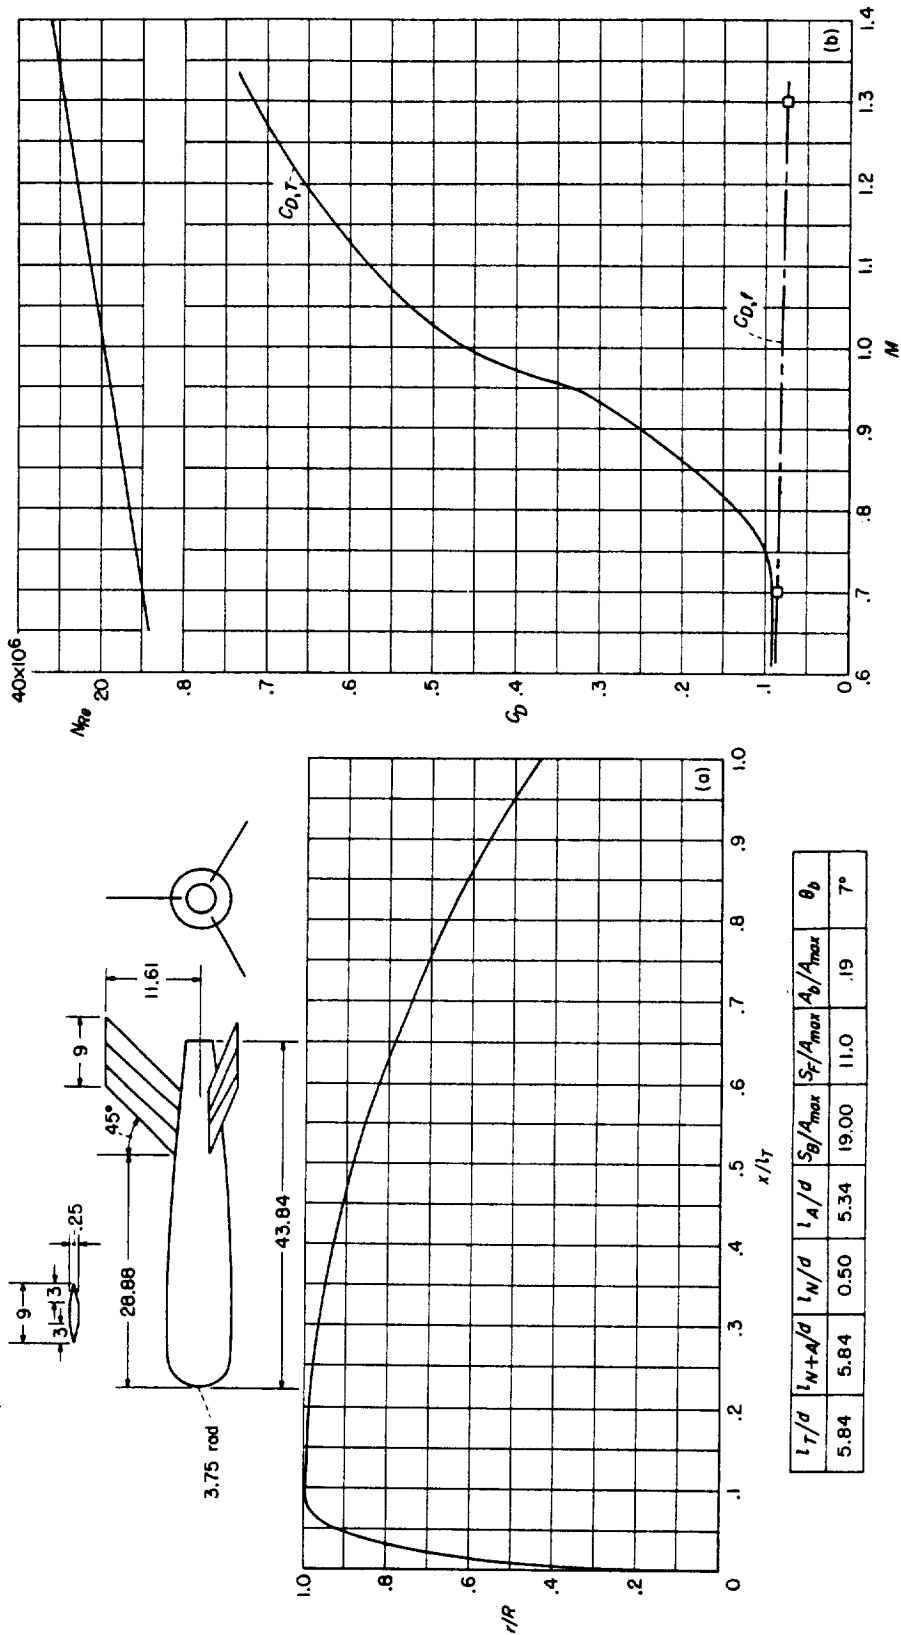 9
3
3
.25
45°
9
28.88
11.61
3.75 rad
43.84
r/R
1.0
.8
.6
.4
.2
0
.1
.2
.3
.4
.5
.6
.7
.8
.9
1.0
x/l_T
(a)
l_T/d l_N+A/d l_N/d l_A/d S_B/A_max S_F/A_max A_b/A_max θ_b
5.84 5.84 0.50 5.34 19.00 11.0 .19 7°
40×10⁶
N_Re 20
.8
.7
.6
.5
C_D .4
.3
.2
.1
0
C_D,T
C_D,f
.6 .7 .8 .9 1.0 1.1 1.2 1.3 1.4
M
(b)